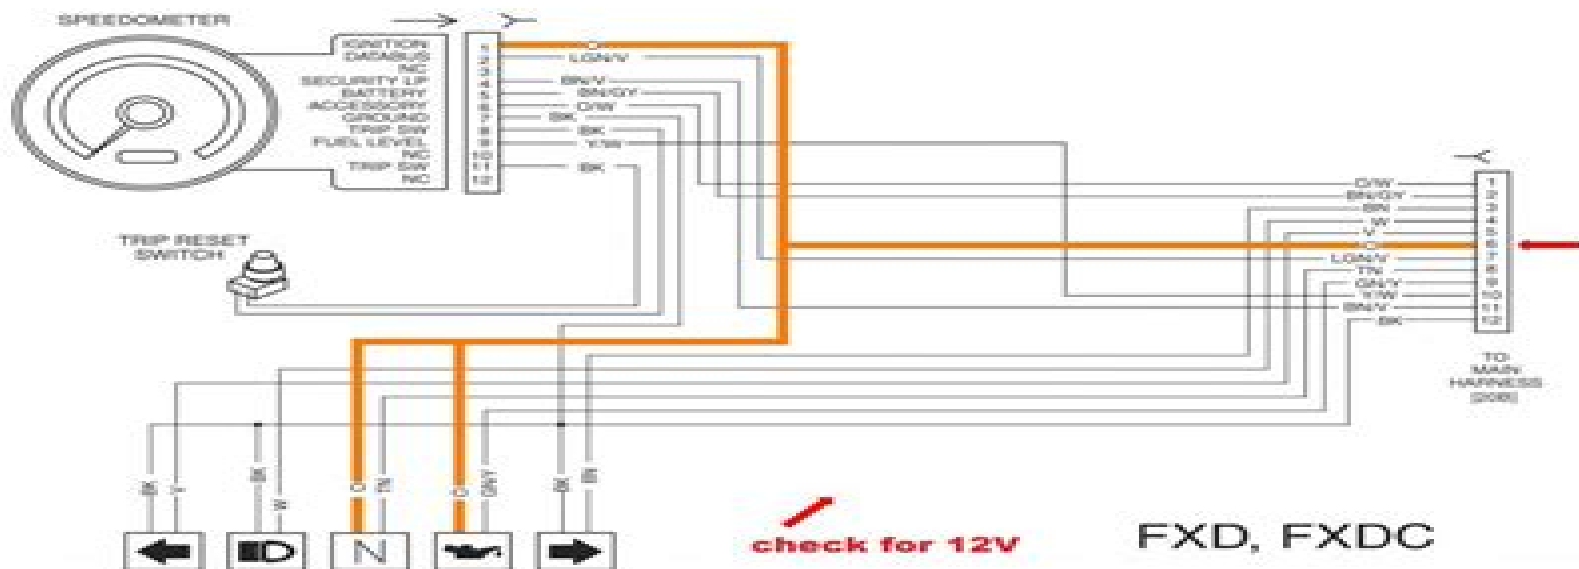 SPEEDOMETER
IGNITION 1 O
DATABUS 2 LGN/V
NC 3
SECURITY LP 4 BN/V
BATTERY 5 BN/GY
ACCESSORY 6 O/W
GROUND 7 BK
TRIP SW 8 BK
FUEL LEVEL 9 Y/W
NC 10
TRIP SW 11 BK
NC 12
TRIP RESET
SWITCH
O/W 1
BN/GY 2
BN 3
W 4
V 5
O 6
LGN/V 7
TN 8
GN/Y 9
Y/W 10
BN/V 11
BK 12
TO
MAIN
HARNESS
[20B]
BK
BK
W
O
TN
O
GN/Y
BK
BN
N
check for 12V
FXD, FXDC